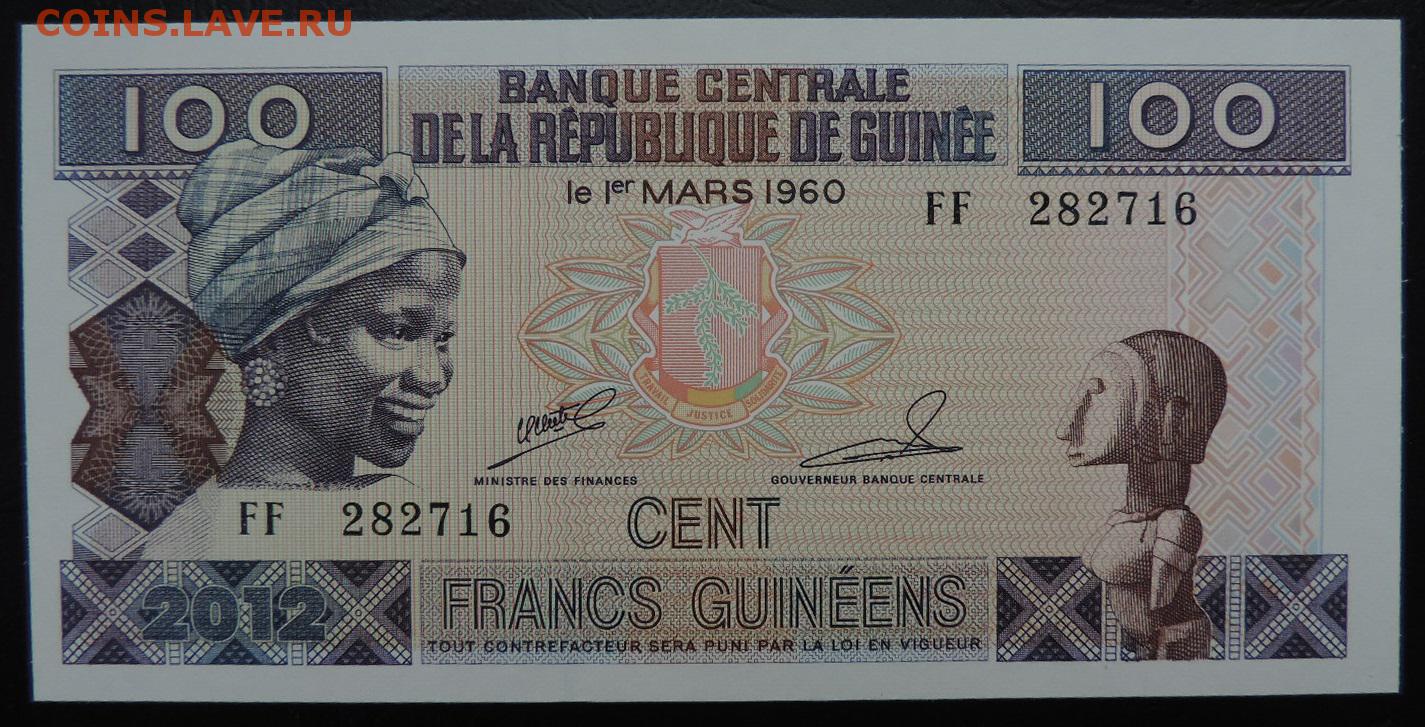 COINS.LAVE.RU
100
BANQUE CENTRALE
DE LA RÉPUBLIQUE DE GUINÉE
100
le 1er MARS 1960
FF 282716
TRAVAIL JUSTICE SOLIDARITÉ
MINISTRE DES FINANCES
GOUVERNEUR BANQUE CENTRALE
FF 282716
CENT
FRANCS GUINÉENS
2012
TOUT CONTREFACTEUR SERA PUNI PAR LA LOI EN VIGUEUR